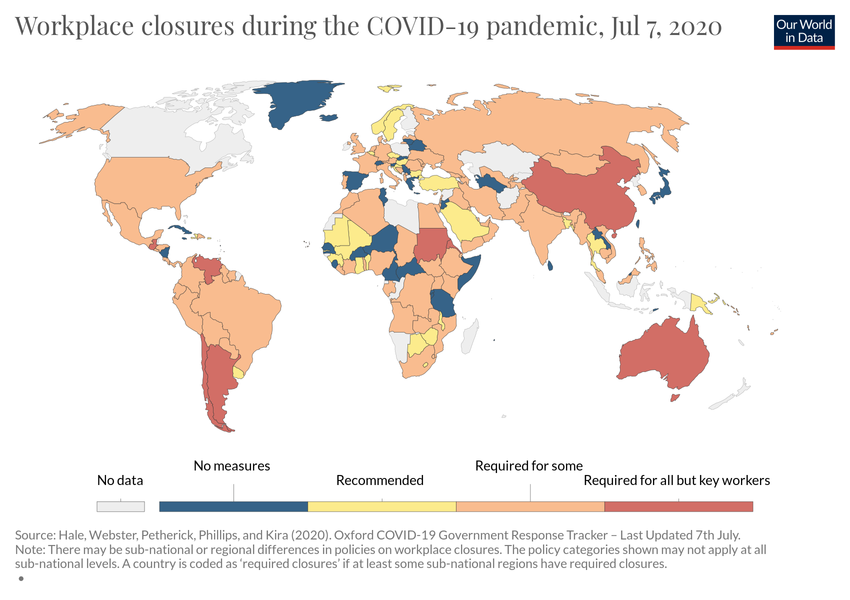 Workplace closures during the COVID-19 pandemic, Jul 7, 2020
Our World
in Data
No data
No measures
Recommended
Required for some
Required for all but key workers
Source: Hale, Webster, Petherick, Phillips, and Kira (2020). Oxford COVID-19 Government Response Tracker – Last Updated 7th July.
Note: There may be sub-national or regional differences in policies on workplace closures. The policy categories shown may not apply at all
sub-national levels. A country is coded as ‘required closures’ if at least some sub-national regions have required closures.